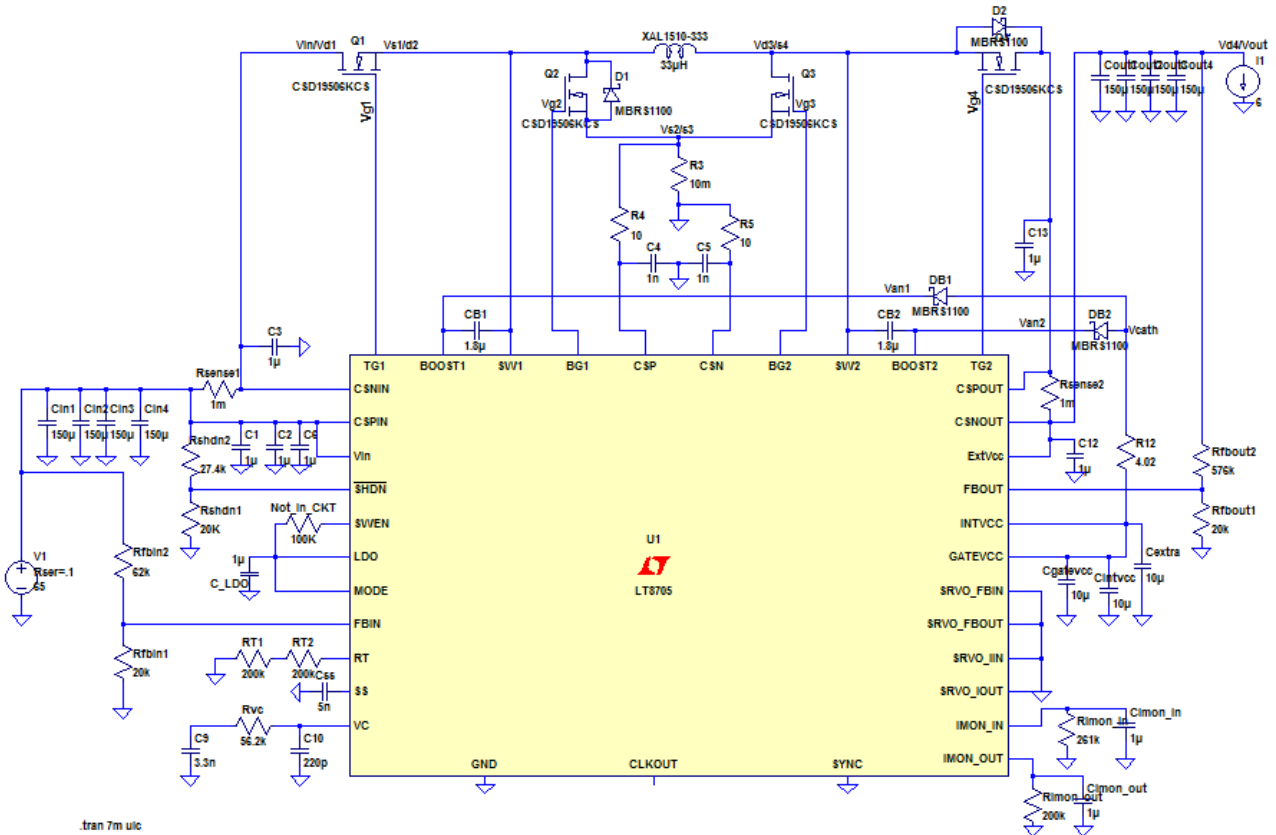 D2
MBRS1100
Q1
Vin/Vd1
Vs1/d2
CSD19506KCS
Vg1
XAL1510-333
33µH
Vd3/s4
Q2
Vg2
CSD19506KCS
D1
MBRS1100
Q3
Vg3
CSD19506KCS
Vs2/s3
CSD19506KCS
Vg4
Vd4/Vout
I1
6
Cout1
Cout2
Cout3
Cout4
150µ
150µ
150µ
150µ
R3
10m
R4
10
R5
10
C4
1n
C5
1n
C13
1µ
Van1
DB1
MBRS1100
CB1
1.8µ
CB2
1.8µ
Van2
DB2
MBRS1100
Vcath
C3
1µ
TG1
BOOST1
SW1
BG1
CSP
CSN
BG2
SW2
BOOST2
TG2
Rsense1
1m
CSNIN
CSPIN
Vin
SHDN
SWEN
LDO
MODE
FBIN
RT
SS
VC
GND
CLKOUT
SYNC
CSPOUT
CSNOUT
ExtVcc
FBOUT
INTVCC
GATEVCC
SRVO_FBIN
SRVO_FBOUT
SRVO_IIN
SRVO_IOUT
IMON_IN
IMON_OUT
U1
LT8705
Cin1
150µ
Cin2
150µ
Cin3
150µ
Cin4
150µ
Rshdn2
27.4k
C1
1µ
C2
1µ
C6
1µ
Rshdn1
20K
Not_in_CKT
100K
1µ
C_LDO
V1
Rser=.1
65
Rfbin2
62k
Rfbin1
20k
RT1
200k
RT2
200k
Css
5n
Rvc
56.2k
C9
3.3n
C10
220p
Rsense2
1m
C12
1µ
R12
4.02
Rfbout2
576k
Rfbout1
20k
Cextra
10µ
Cgatevcc
10µ
Cintvcc
10µ
Rimon_in
261k
Cimon_in
1µ
Rimon_out
200k
Cimon_out
1µ
.tran 7m uic